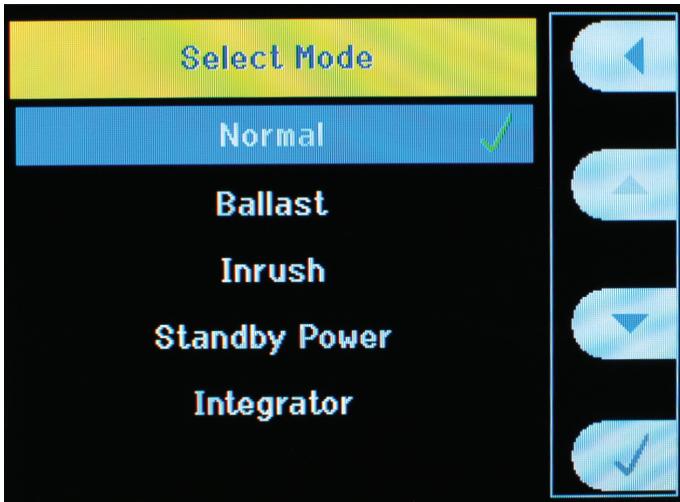 Select Mode
Normal
Ballast
Inrush
Standby Power
Integrator